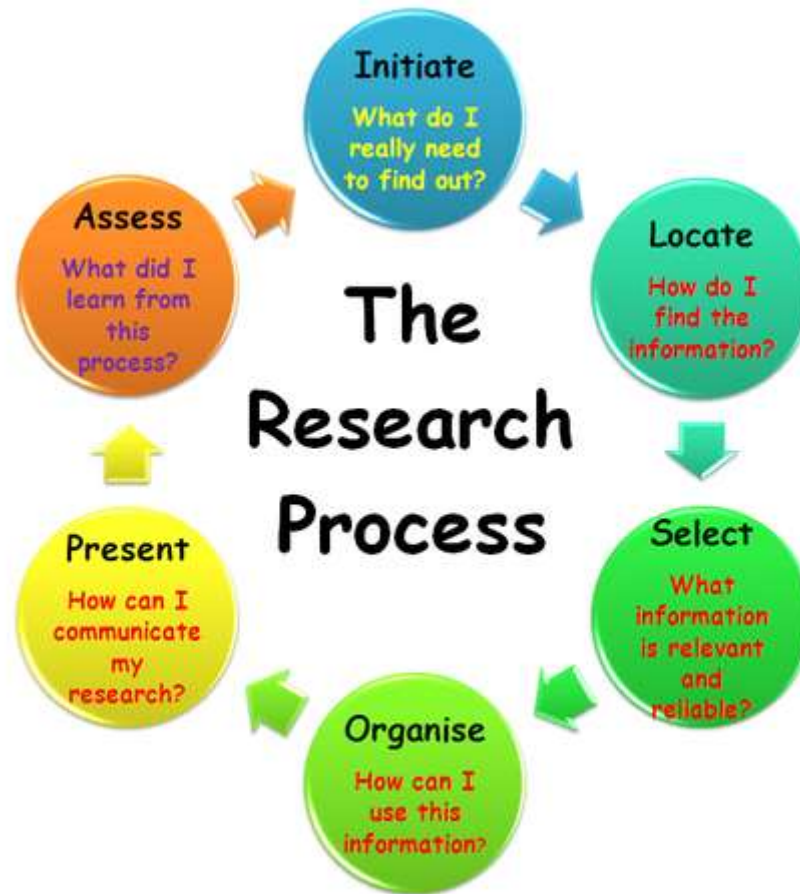 Initiate
What do I
really need
to find out?
Locate
How do I
find the
information?
Select
What
information
is relevant
and
reliable?
Organise
How can I
use this
information?
Present
How can I
communicate
my
research?
Assess
What did I
learn from
this
process?
The
Research
Process